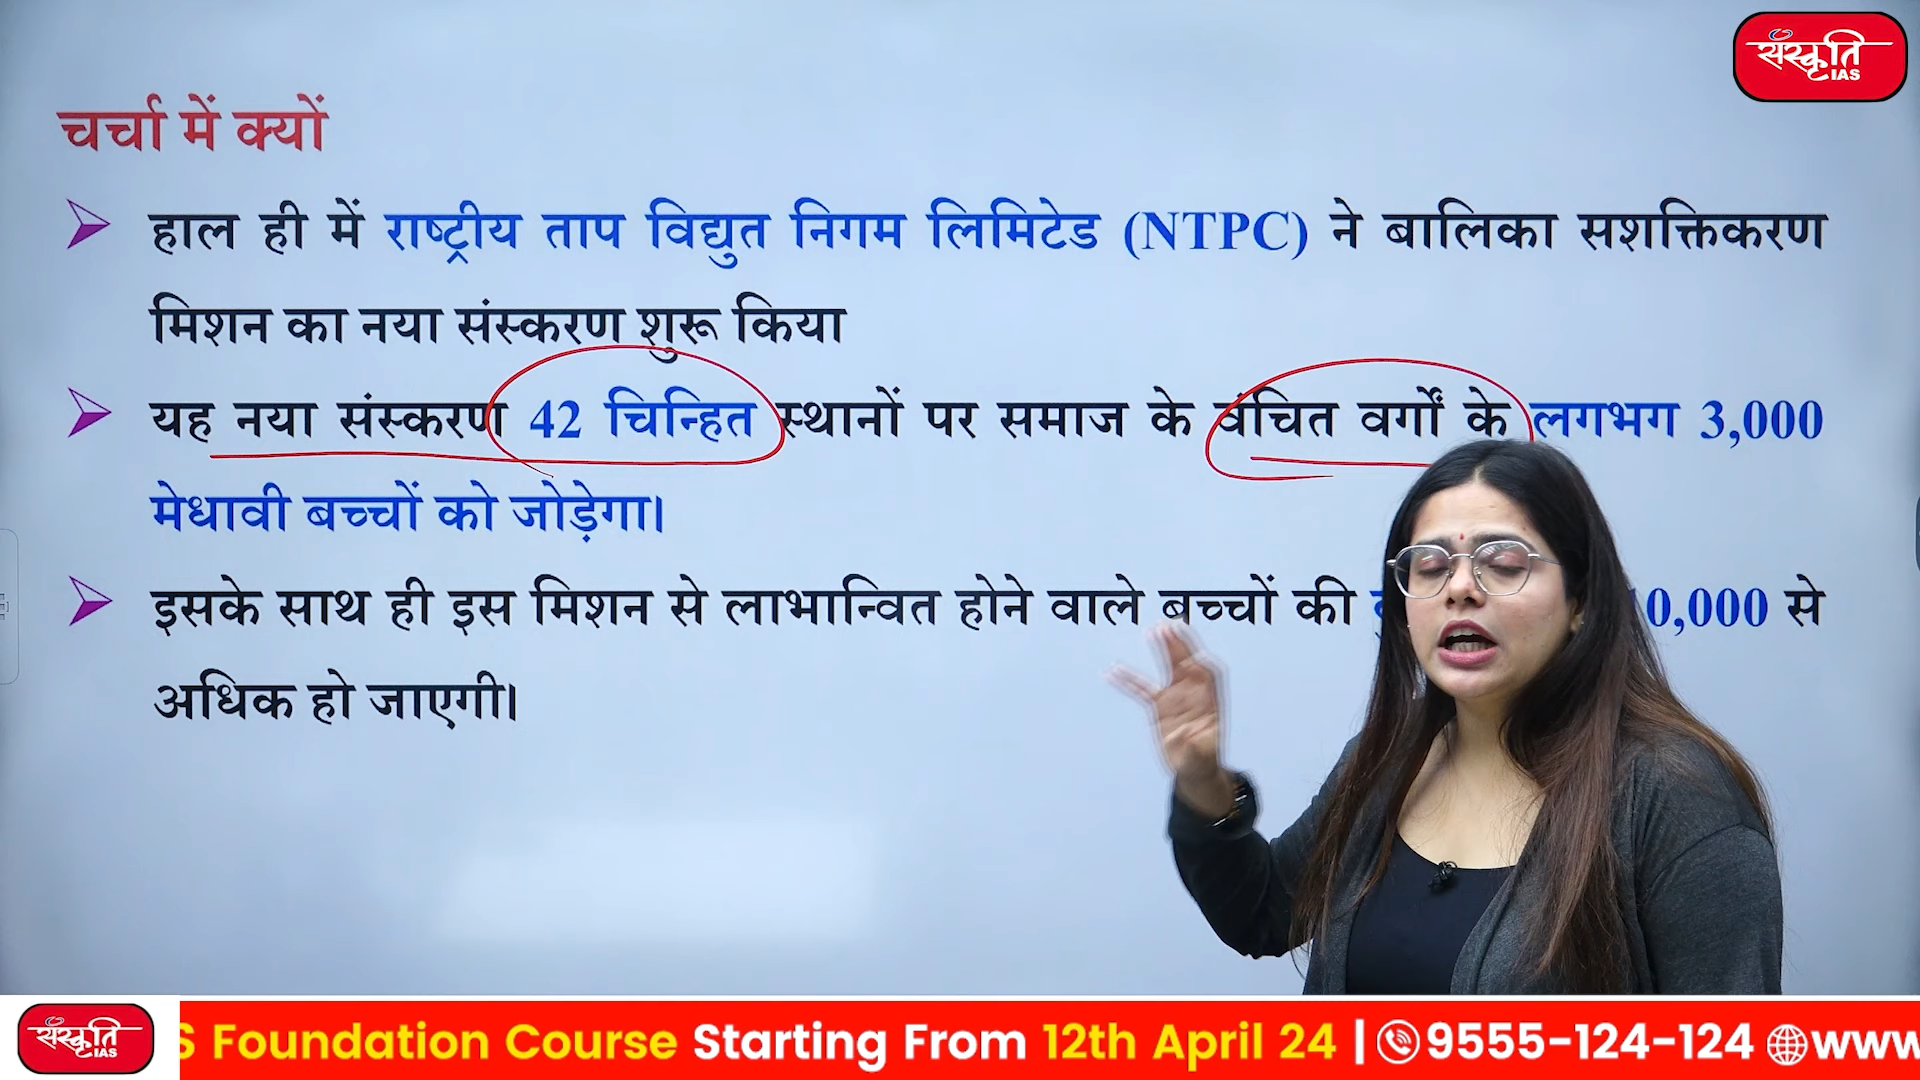 संस्कृति
IAS
चर्चा में क्यों
हाल ही में राष्ट्रीय ताप विद्युत निगम लिमिटेड (NTPC) ने बालिका सशक्तिकरण
मिशन का नया संस्करण शुरू किया
यह नया संस्करण 42 चिन्हित स्थानों पर समाज के वंचित वर्गों के लगभग 3,000
मेधावी बच्चों को जोड़ेगा।
इसके साथ ही इस मिशन से लाभान्वित होने वाले बच्चों की 10,000 से
अधिक हो जाएगी।
संस्कृति
IAS
S Foundation Course Starting From 12th April 24 | 9555-124-124 www